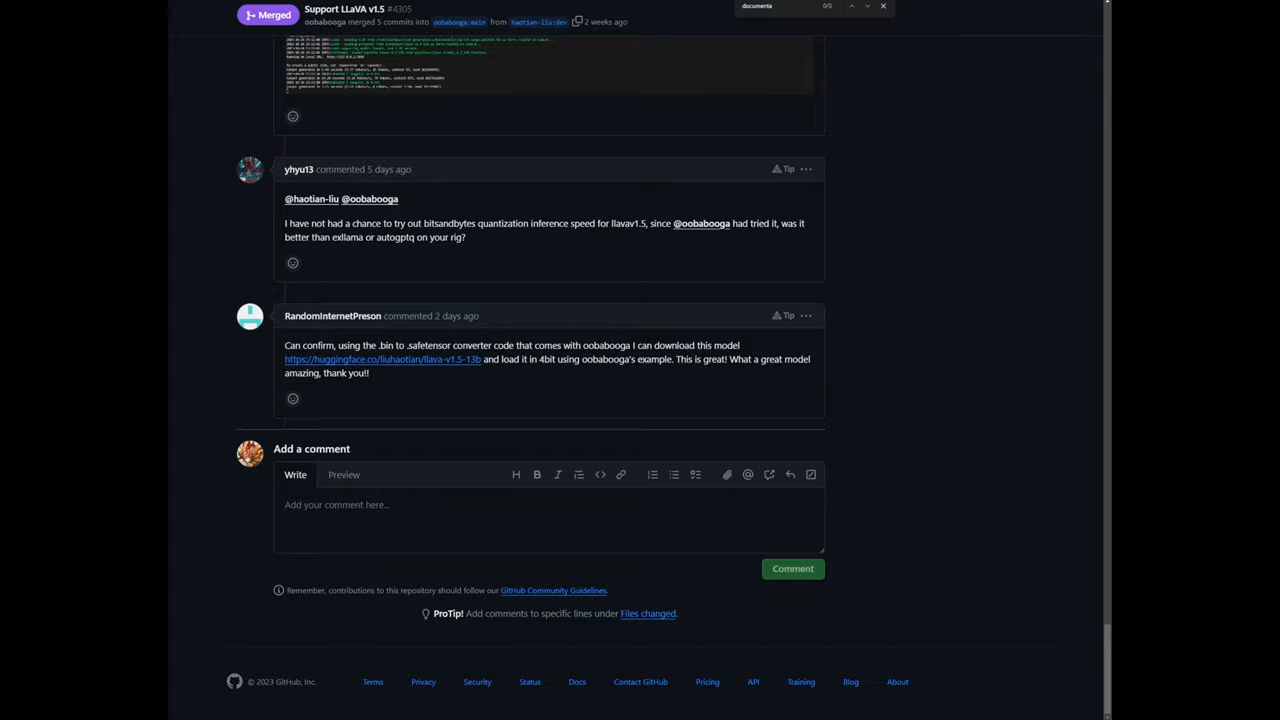 Merged
Support LLaVA v1.5 #4305
oobabooga merged 5 commits into oobabooga:main from haotian-liu:dev 2 weeks ago
documenta 0/0
yhyu13 commented 5 days ago
Tip
@haotian-liu @oobabooga
I have not had a chance to try out bitsandbytes quantization inference speed for llavav1.5, since @oobabooga had tried it, was it
better than exllama or autogptq on your rig?
RandomInternetPreson commented 2 days ago
Tip
Can confirm, using the .bin to .safetensor converter code that comes with oobabooga I can download this model
https://huggingface.co/liuhaotian/llava-v1.5-13b and load it in 4bit using oobabooga's example. This is great! What a great model
amazing, thank you!!
Add a comment
Write Preview
Add your comment here...
Comment
Remember, contributions to this repository should follow our GitHub Community Guidelines.
ProTip! Add comments to specific lines under Files changed.
© 2023 GitHub, Inc. Terms Privacy Security Status Docs Contact GitHub Pricing API Training Blog About